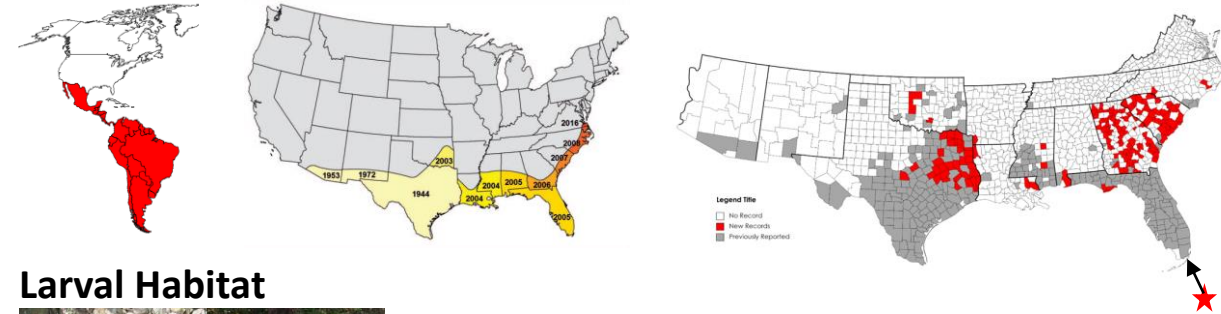 2016
2008
2007
2003
1953
1972
1944
2004
2005
2006
2004
2005
Legend Title
No Record
New Records
Previously Reported
Larval Habitat